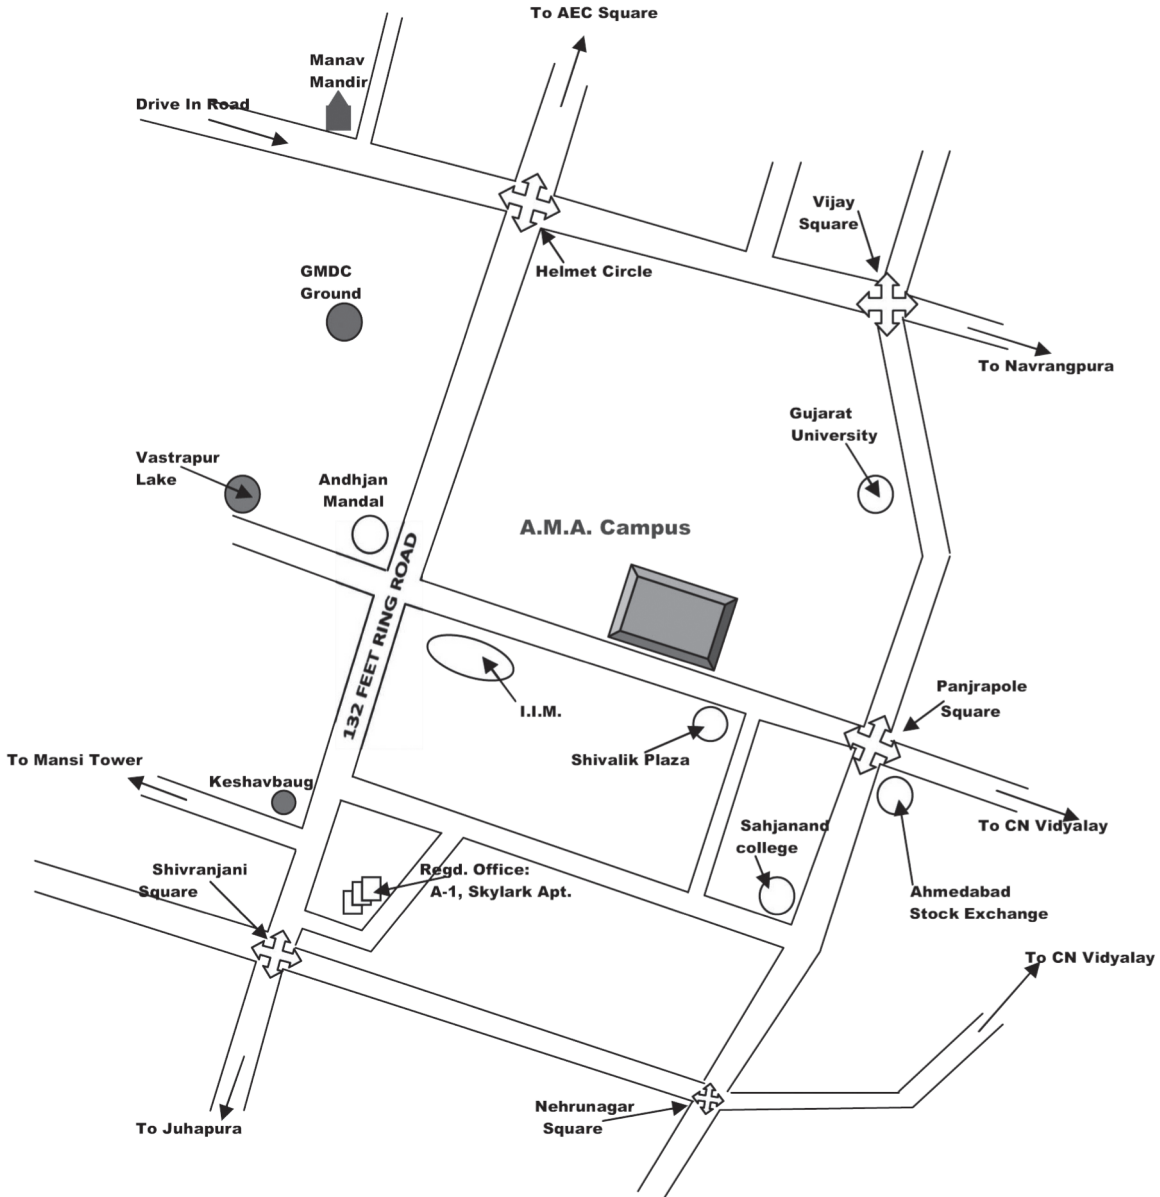 To AEC Square
Manav
Mandir
Drive In Road
Vijay
Square
Helmet Circle
GMDC
Ground
To Navrangpura
Gujarat
University
Vastrapur
Lake
Andhjan
Mandal
A.M.A. Campus
132 FEET RING ROAD
I.I.M.
Panjrapole
Square
Shivalik Plaza
To Mansi Tower
Keshavbaug
To CN Vidyalay
Sahjanand
college
Shivranjani
Square
Regd. Office:
A-1, Skylark Apt.
Ahmedabad
Stock Exchange
To CN Vidyalay
Nehrunagar
Square
To Juhapura